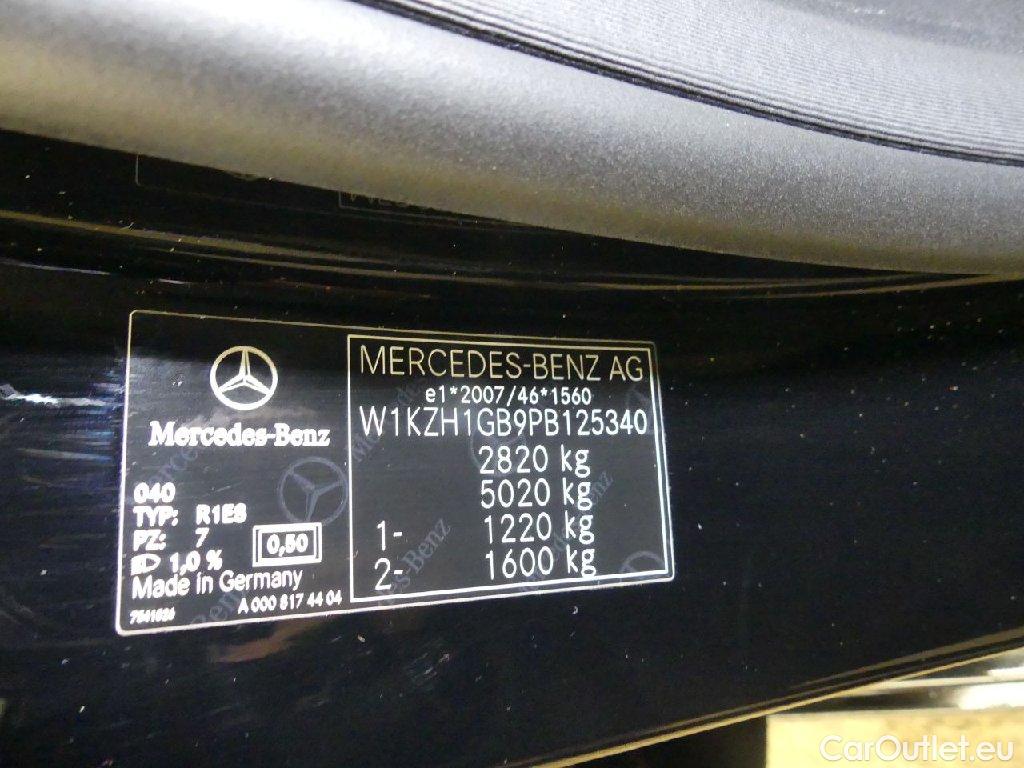 Mercedes-Benz
040
TYP: R1ES
PZ: 7
0,50
1,0 %
Made in Germany
A 000 817 44 04
MERCEDES-BENZ AG
e1*2007/46*1560
W1KZH1GB9PB125340
2820 kg
5020 kg
1- 1220 kg
2- 1600 kg
CarOutlet.eu